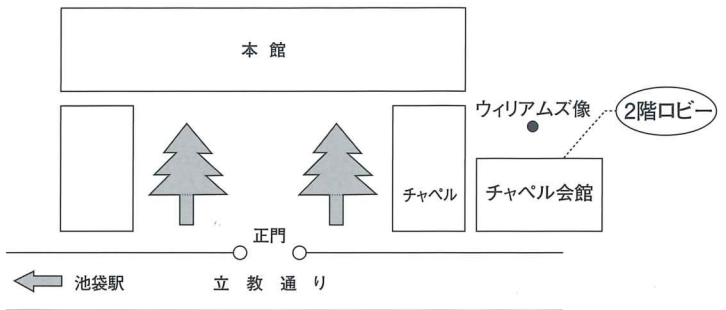 本館
ウィリアムズ像
2階ロビー
チャペル
チャペル会館
正門
池袋駅
立教通り